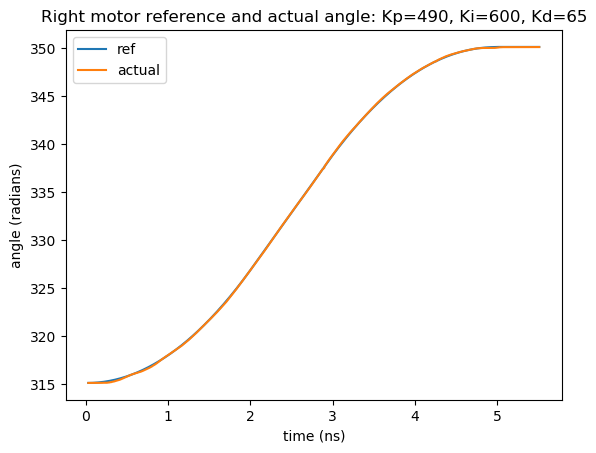 Right motor reference and actual angle: Kp=490, Ki=600, Kd=65
ref
actual
350
345
340
335
330
325
320
315
angle (radians)
0 1 2 3 4 5
time (ns)